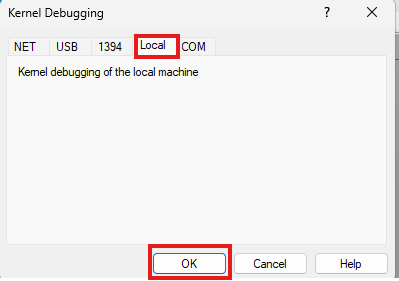 Kernel Debugging ?
NET USB 1394 Local COM
Kernel debugging of the local machine
OK Cancel Help